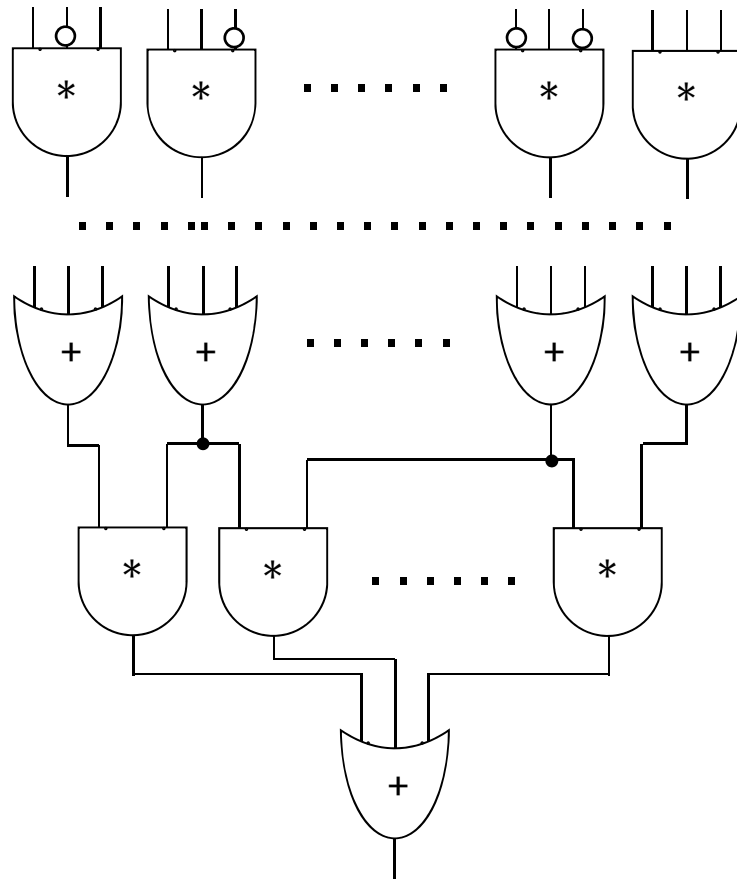 * * * *
+ + + +
* * *
+